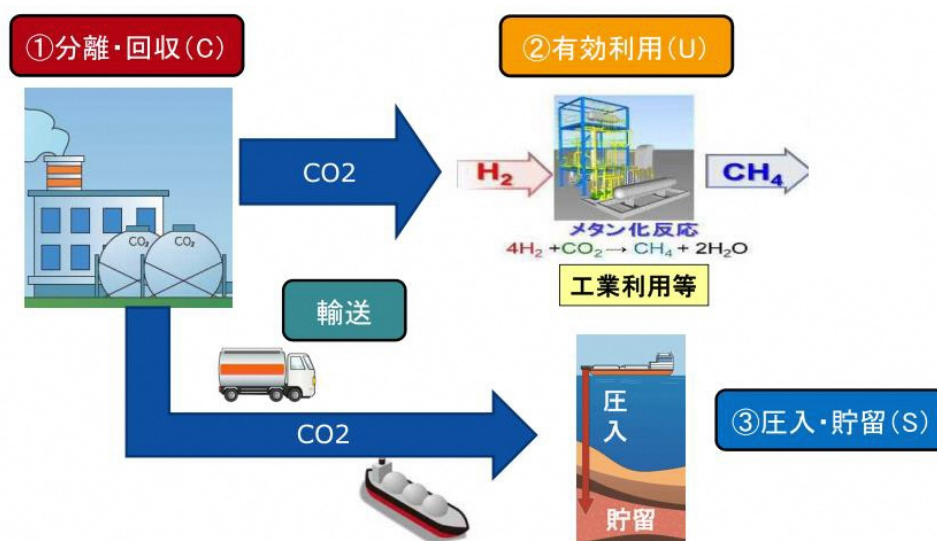 ①分離・回収(C)
②有効利用(U)
CO2
CO₂
CO₂
H₂
CH₄
メタン化反応
4H₂+CO₂→CH₄+2H₂O
工業利用等
輸送
CO2
圧入
貯留
③圧入・貯留(S)